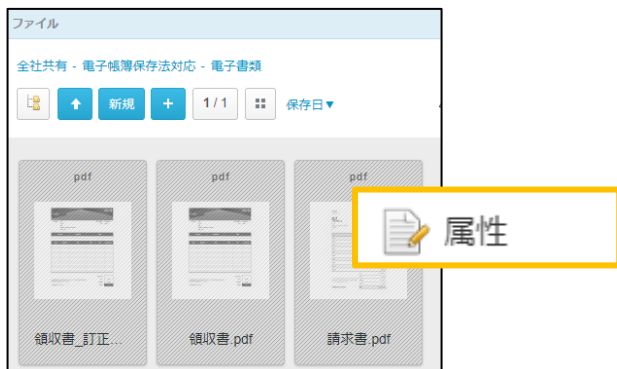 ファイル
全社共有 - 電子帳簿保存法対応 - 電子書類
新規 + 1 / 1 保存日▼
pdf pdf pdf
属性
領収書_訂正... 領収書.pdf 請求書.pdf